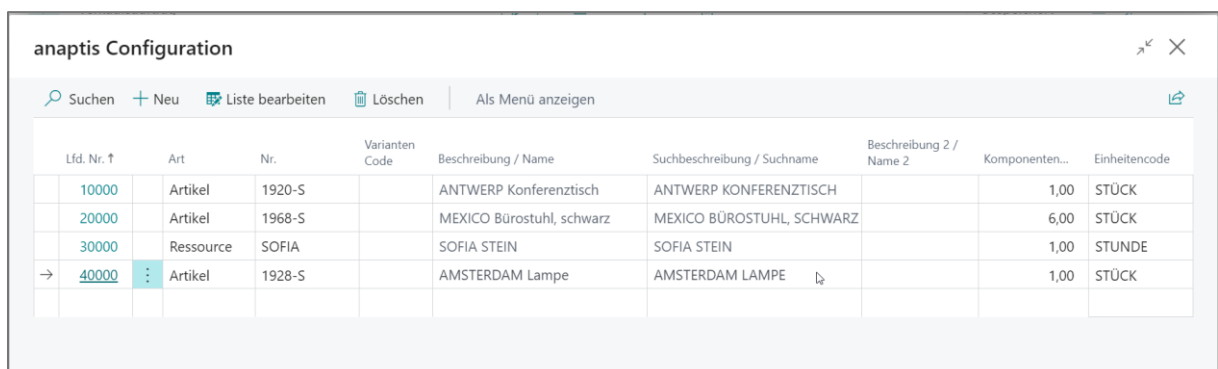 anaptis Configuration
Suchen Neu Liste bearbeiten Löschen Als Menü anzeigen
Lfd. Nr. ↑ Art Nr. Varianten Code Beschreibung / Name Suchbeschreibung / Suchname Beschreibung 2 / Name 2 Komponenten... Einheitencode
10000 Artikel 1920-S ANTWERP Konferenztisch ANTWERP KONFERENZTISCH 1,00 STÜCK
20000 Artikel 1968-S MEXICO Bürostuhl, schwarz MEXICO BÜROSTUHL, SCHWARZ 6,00 STÜCK
30000 Ressource SOFIA SOFIA STEIN SOFIA STEIN 1,00 STUNDE
40000 Artikel 1928-S AMSTERDAM Lampe AMSTERDAM LAMPE 1,00 STÜCK